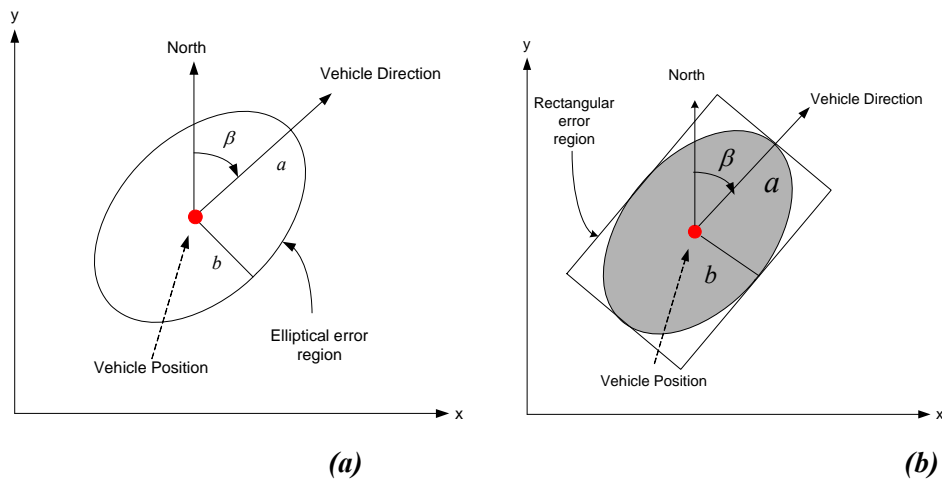 y
North
Vehicle Direction
β
a
b
Elliptical error
region
Vehicle Position
x
(a)
y
North
Rectangular
error
region
Vehicle Direction
β
a
b
Vehicle Position
x
(b)